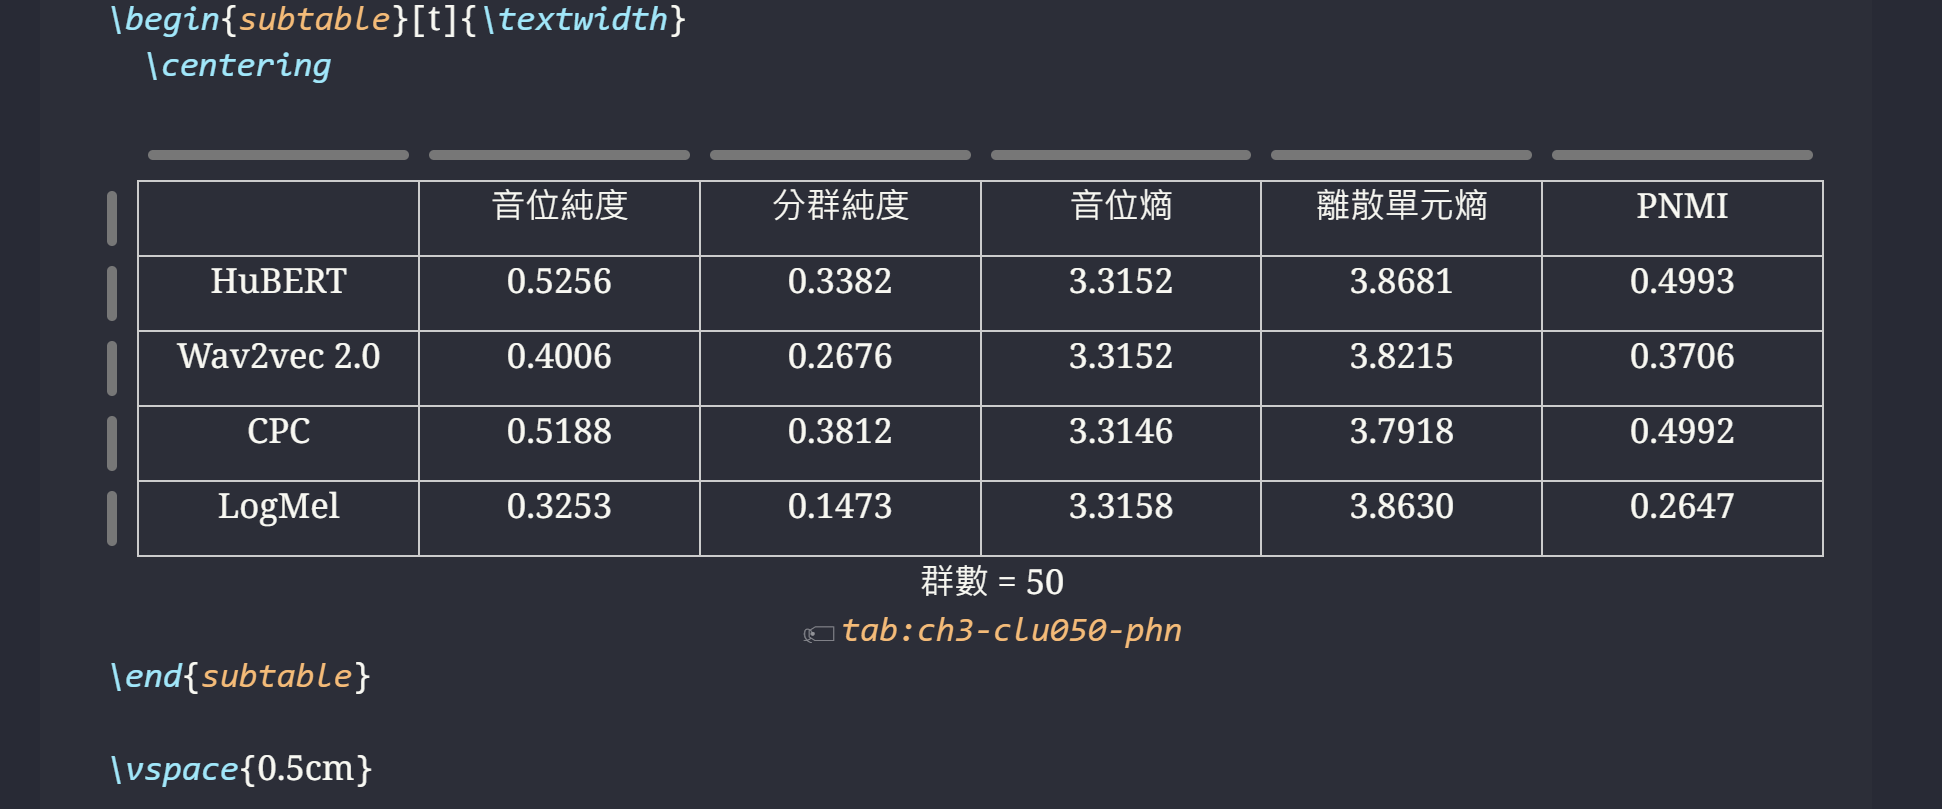 \begin{subtable}[t]{\textwidth}
\centering
音位純度 分群純度 音位熵 離散單元熵 PNMI
HuBERT 0.5256 0.3382 3.3152 3.8681 0.4993
Wav2vec 2.0 0.4006 0.2676 3.3152 3.8215 0.3706
CPC 0.5188 0.3812 3.3146 3.7918 0.4992
LogMel 0.3253 0.1473 3.3158 3.8630 0.2647
群數 = 50
tab:ch3-clu050-phn
\end{subtable}
\vspace{0.5cm}